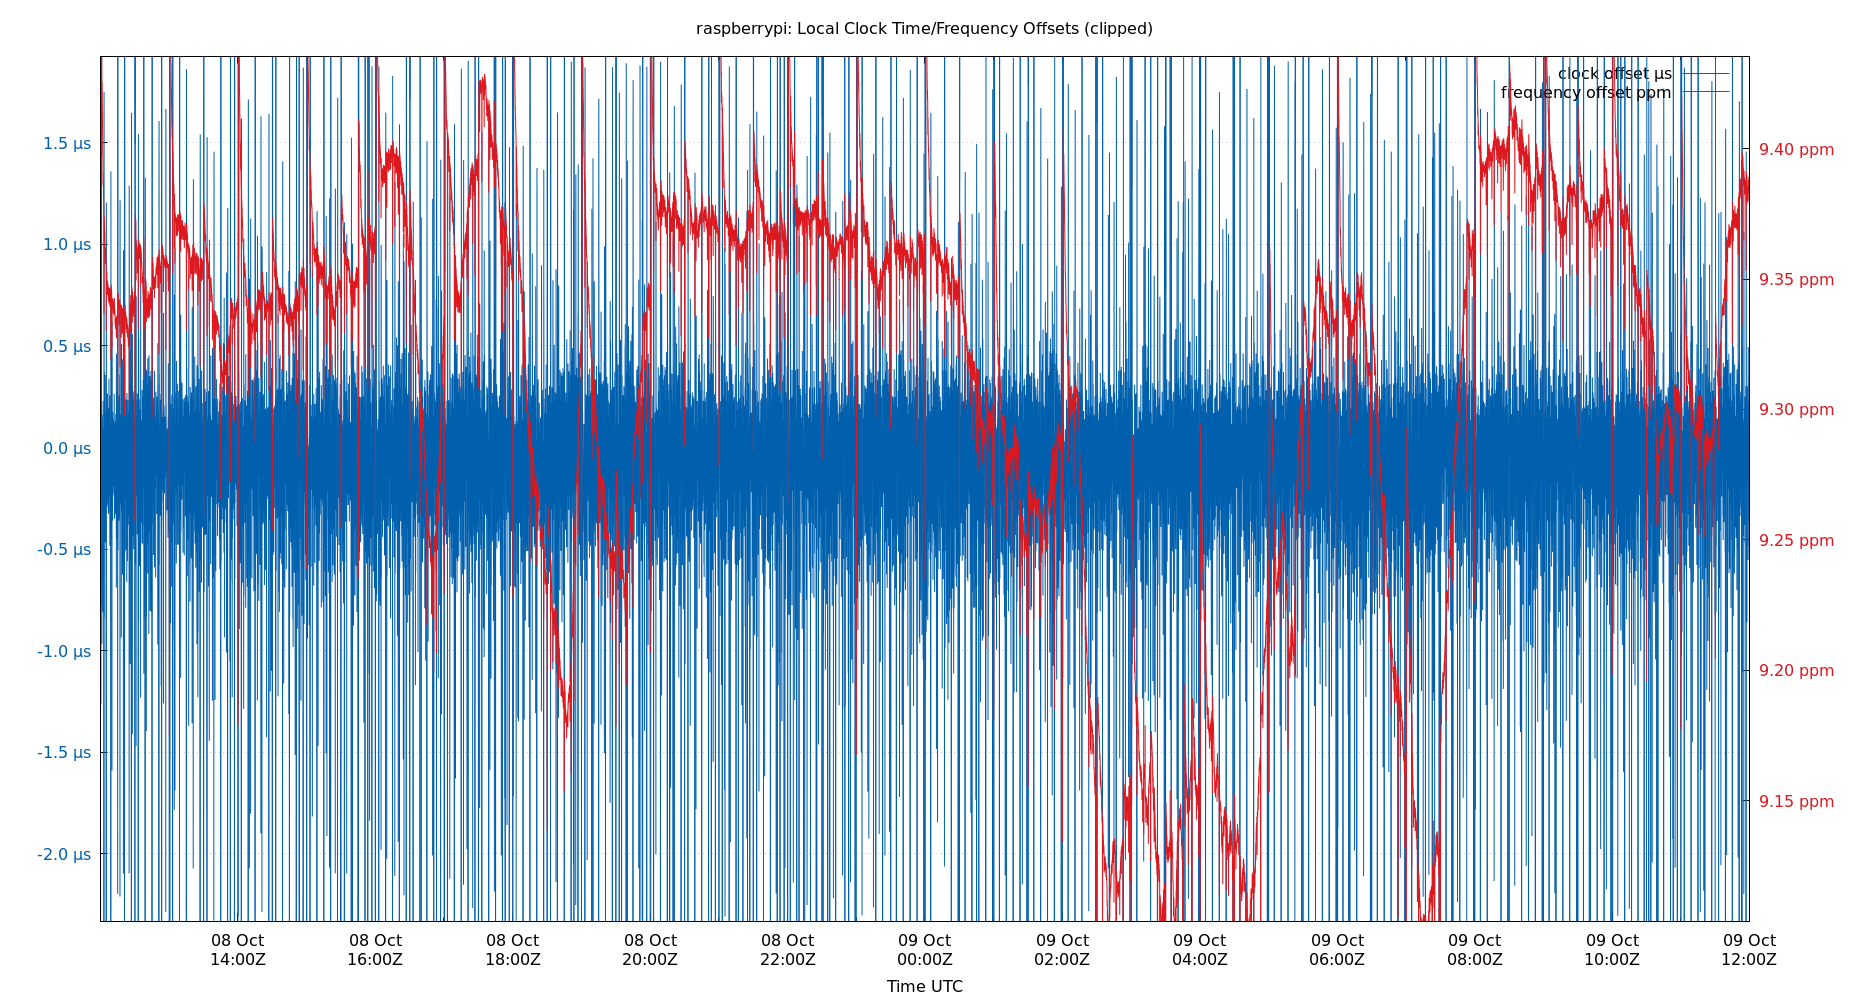 raspberrypi: Local Clock Time/Frequency Offsets (clipped)
clock offset µs
frequency offset ppm
1.5 µs
1.0 µs
0.5 µs
0.0 µs
-0.5 µs
-1.0 µs
-1.5 µs
-2.0 µs
9.40 ppm
9.35 ppm
9.30 ppm
9.25 ppm
9.20 ppm
9.15 ppm
08 Oct
14:00Z
08 Oct
16:00Z
08 Oct
18:00Z
08 Oct
20:00Z
08 Oct
22:00Z
09 Oct
00:00Z
09 Oct
02:00Z
09 Oct
04:00Z
09 Oct
06:00Z
09 Oct
08:00Z
09 Oct
10:00Z
09 Oct
12:00Z
Time UTC